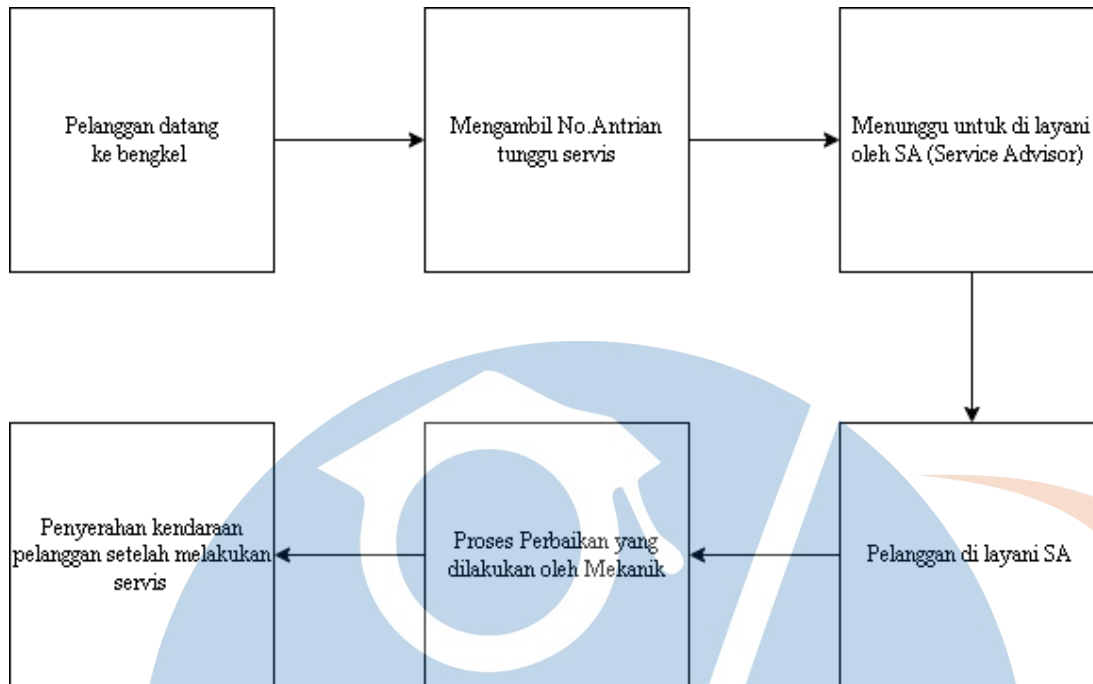 Pelanggan datang
ke bengkel
Mengambil No.Antrian
tunggu servis
Menunggu untuk di layani
oleh SA (Service Advisor)
Pelanggan di layani SA
Proses Perbaikan yang
dilakukan oleh Mekanik
Penyerahan kendaraan
pelanggan setelah melakukan
servis